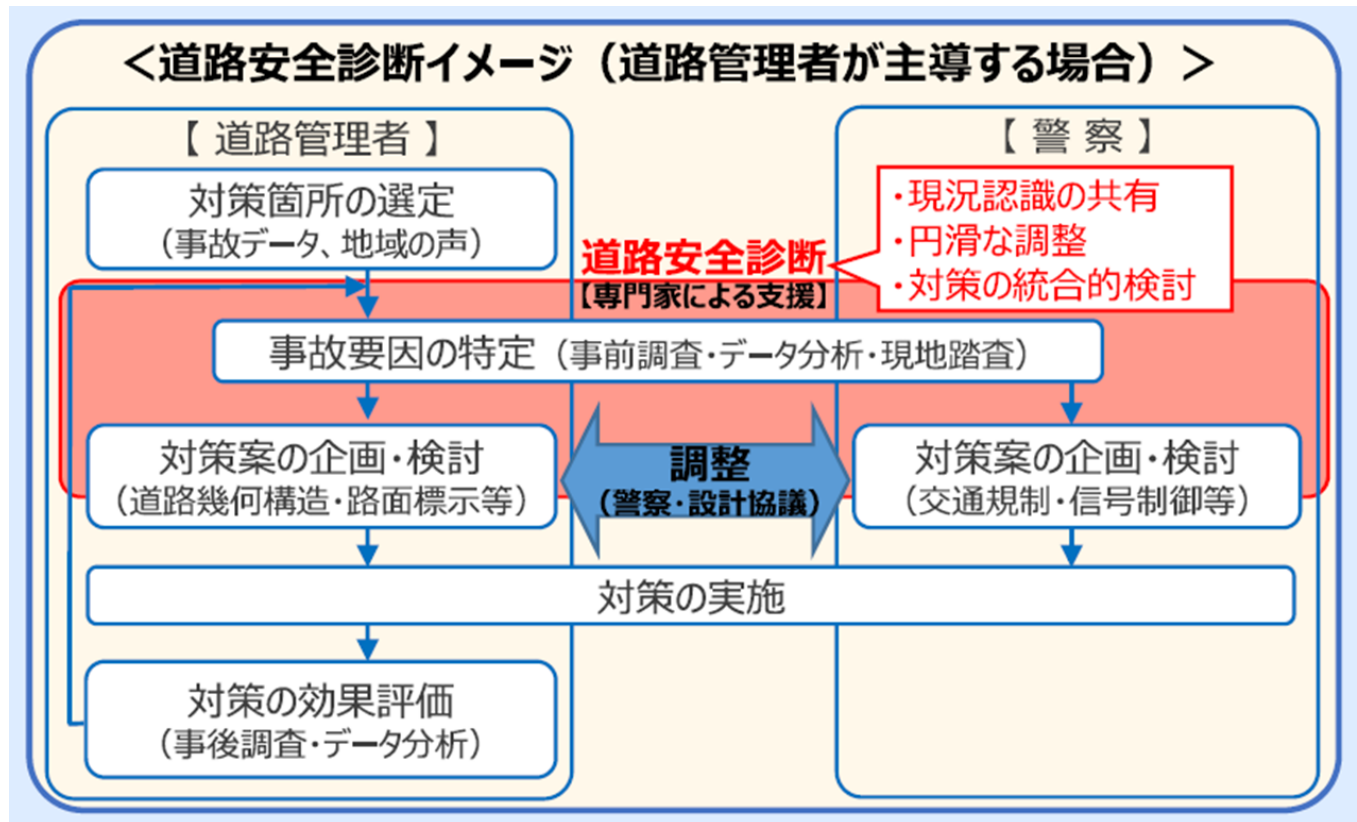 ＜道路安全診断イメージ（道路管理者が主導する場合）＞
【 道路管理者 】
【 警 察 】
対策箇所の選定
（事故データ、地域の声）
・現況認識の共有
・円滑な調整
・対策の統合的検討
道路安全診断
【専門家による支援】
事故要因の特定（事前調査・データ分析・現地踏査）
対策案の企画・検討
（道路幾何構造・路面標示等）
調整
（警察・設計協議）
対策案の企画・検討
（交通規制・信号制御等）
対策の実施
対策の効果評価
（事後調査・データ分析）